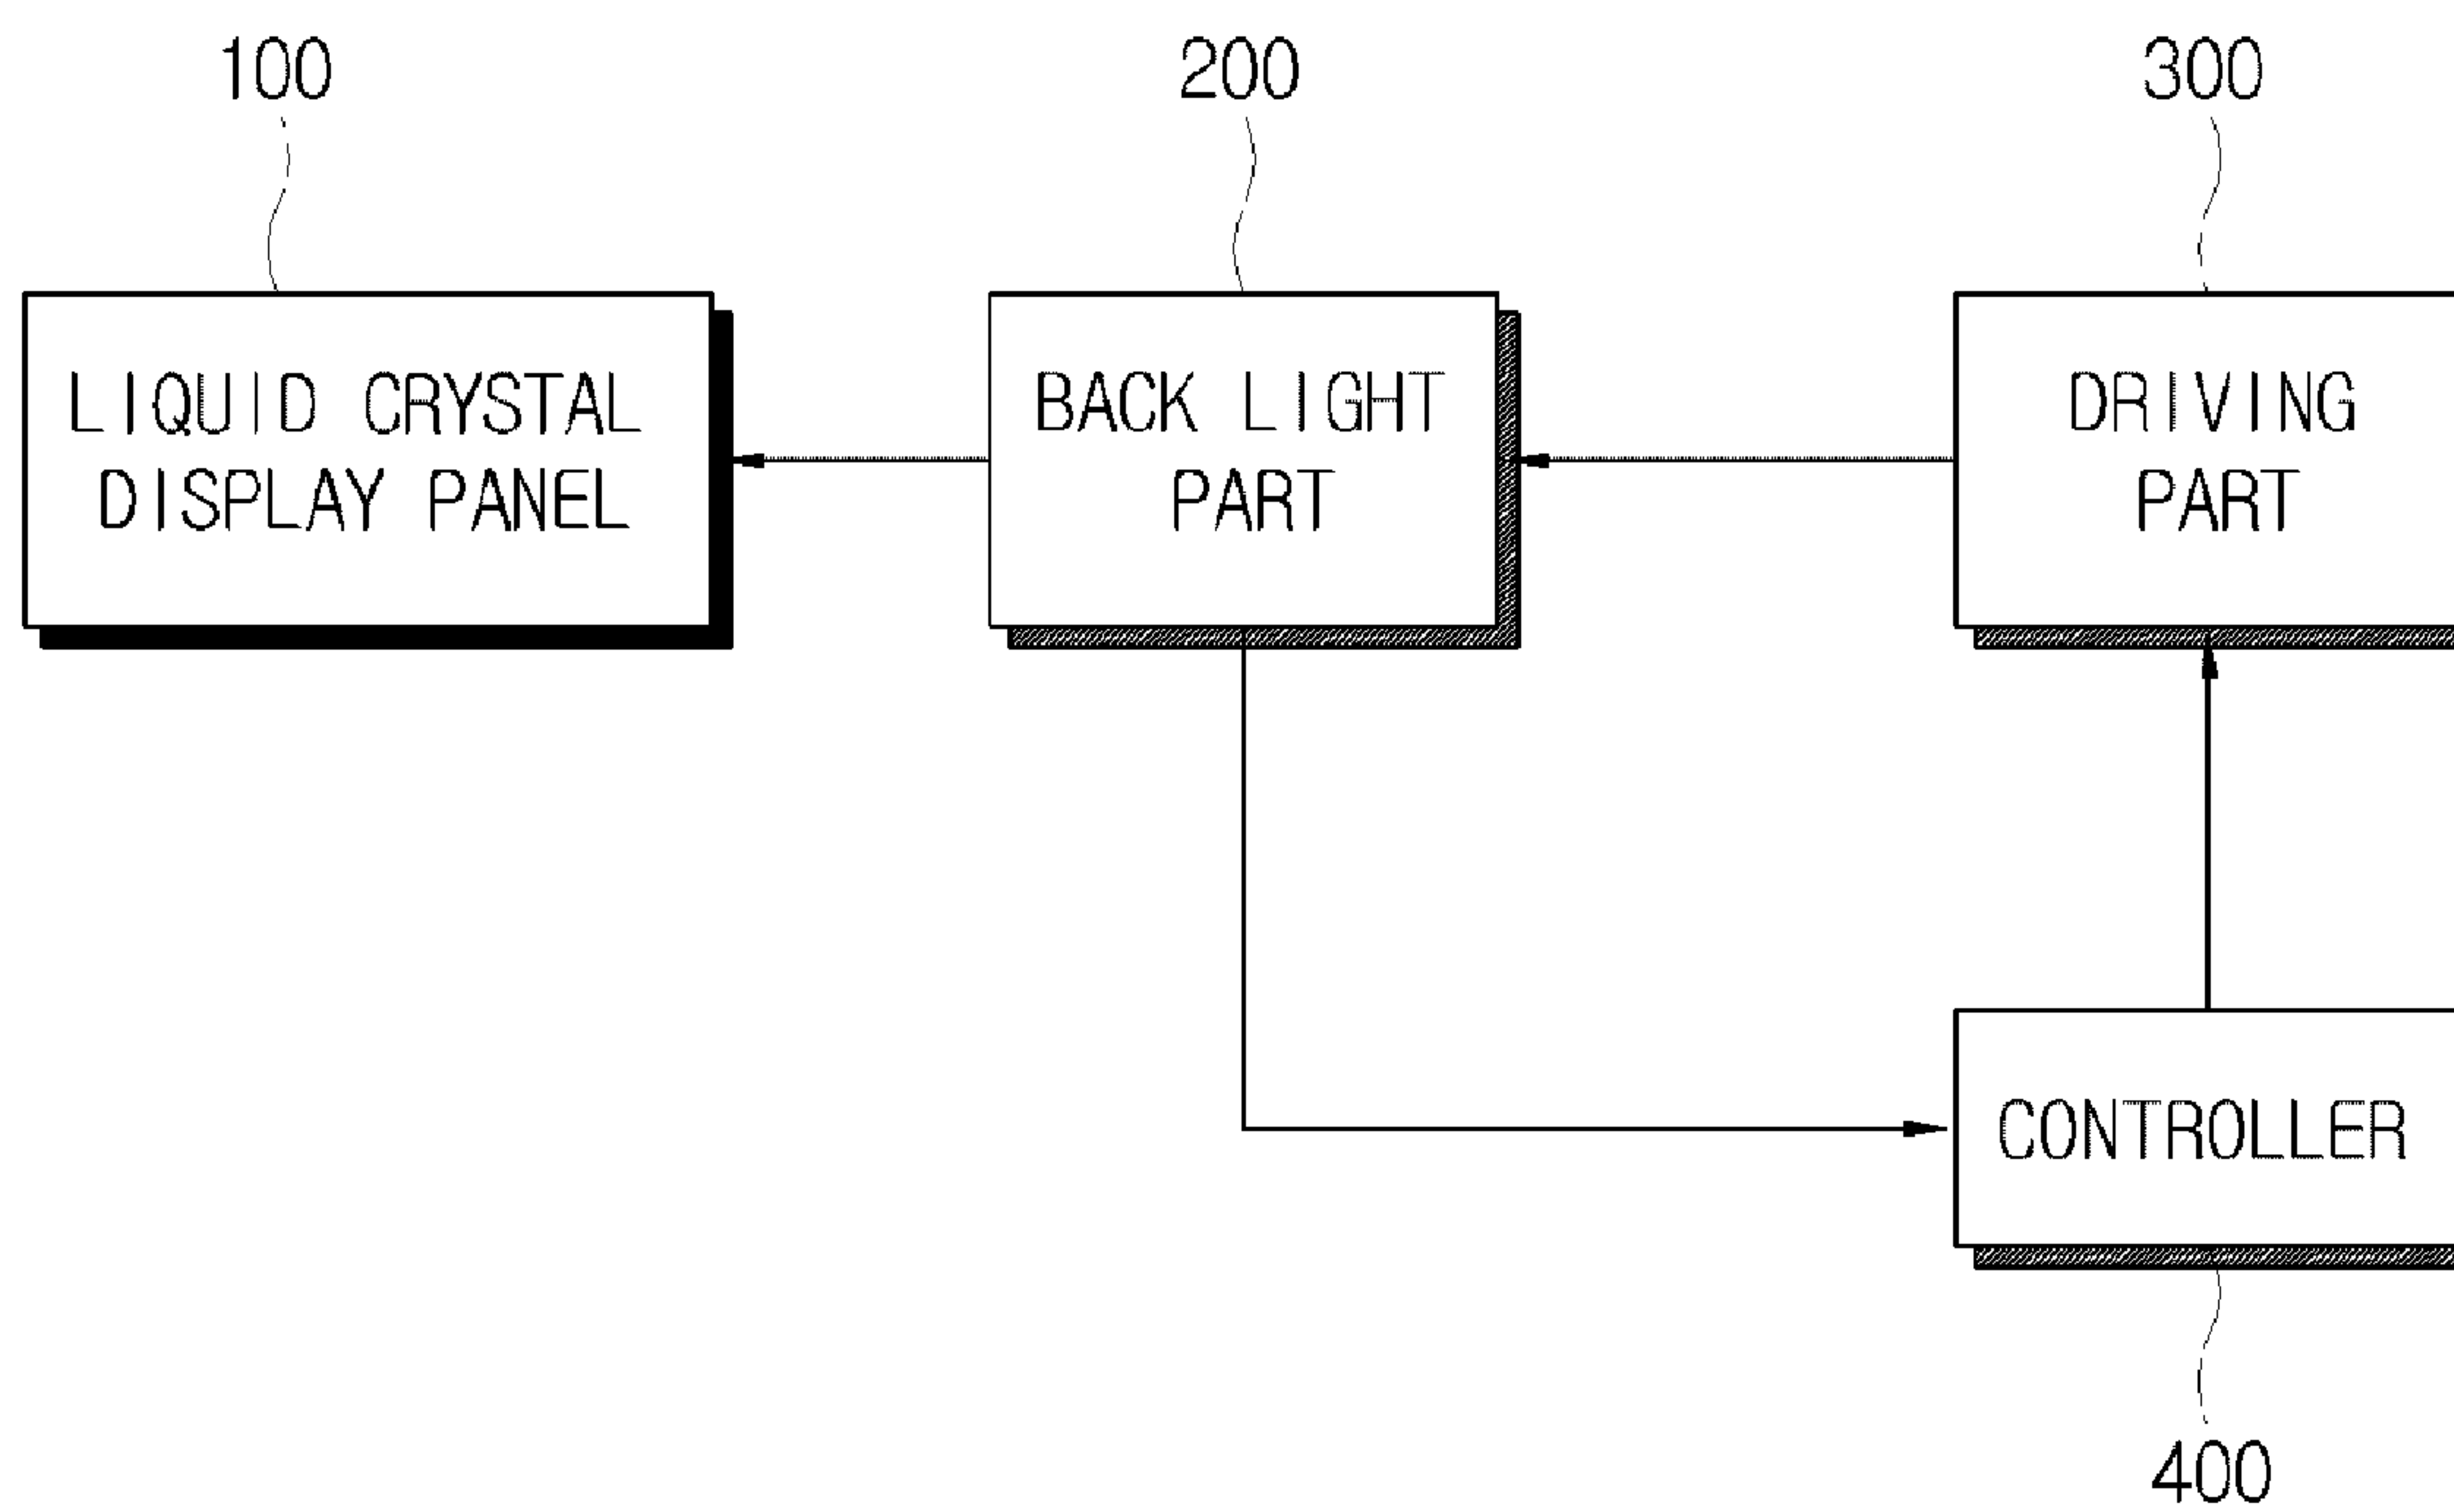 100
200
300
LIQUID CRYSTAL
DISPLAY PANEL
BACK LIGHT
PART
DRIVING
PART
CONTROLLER
400